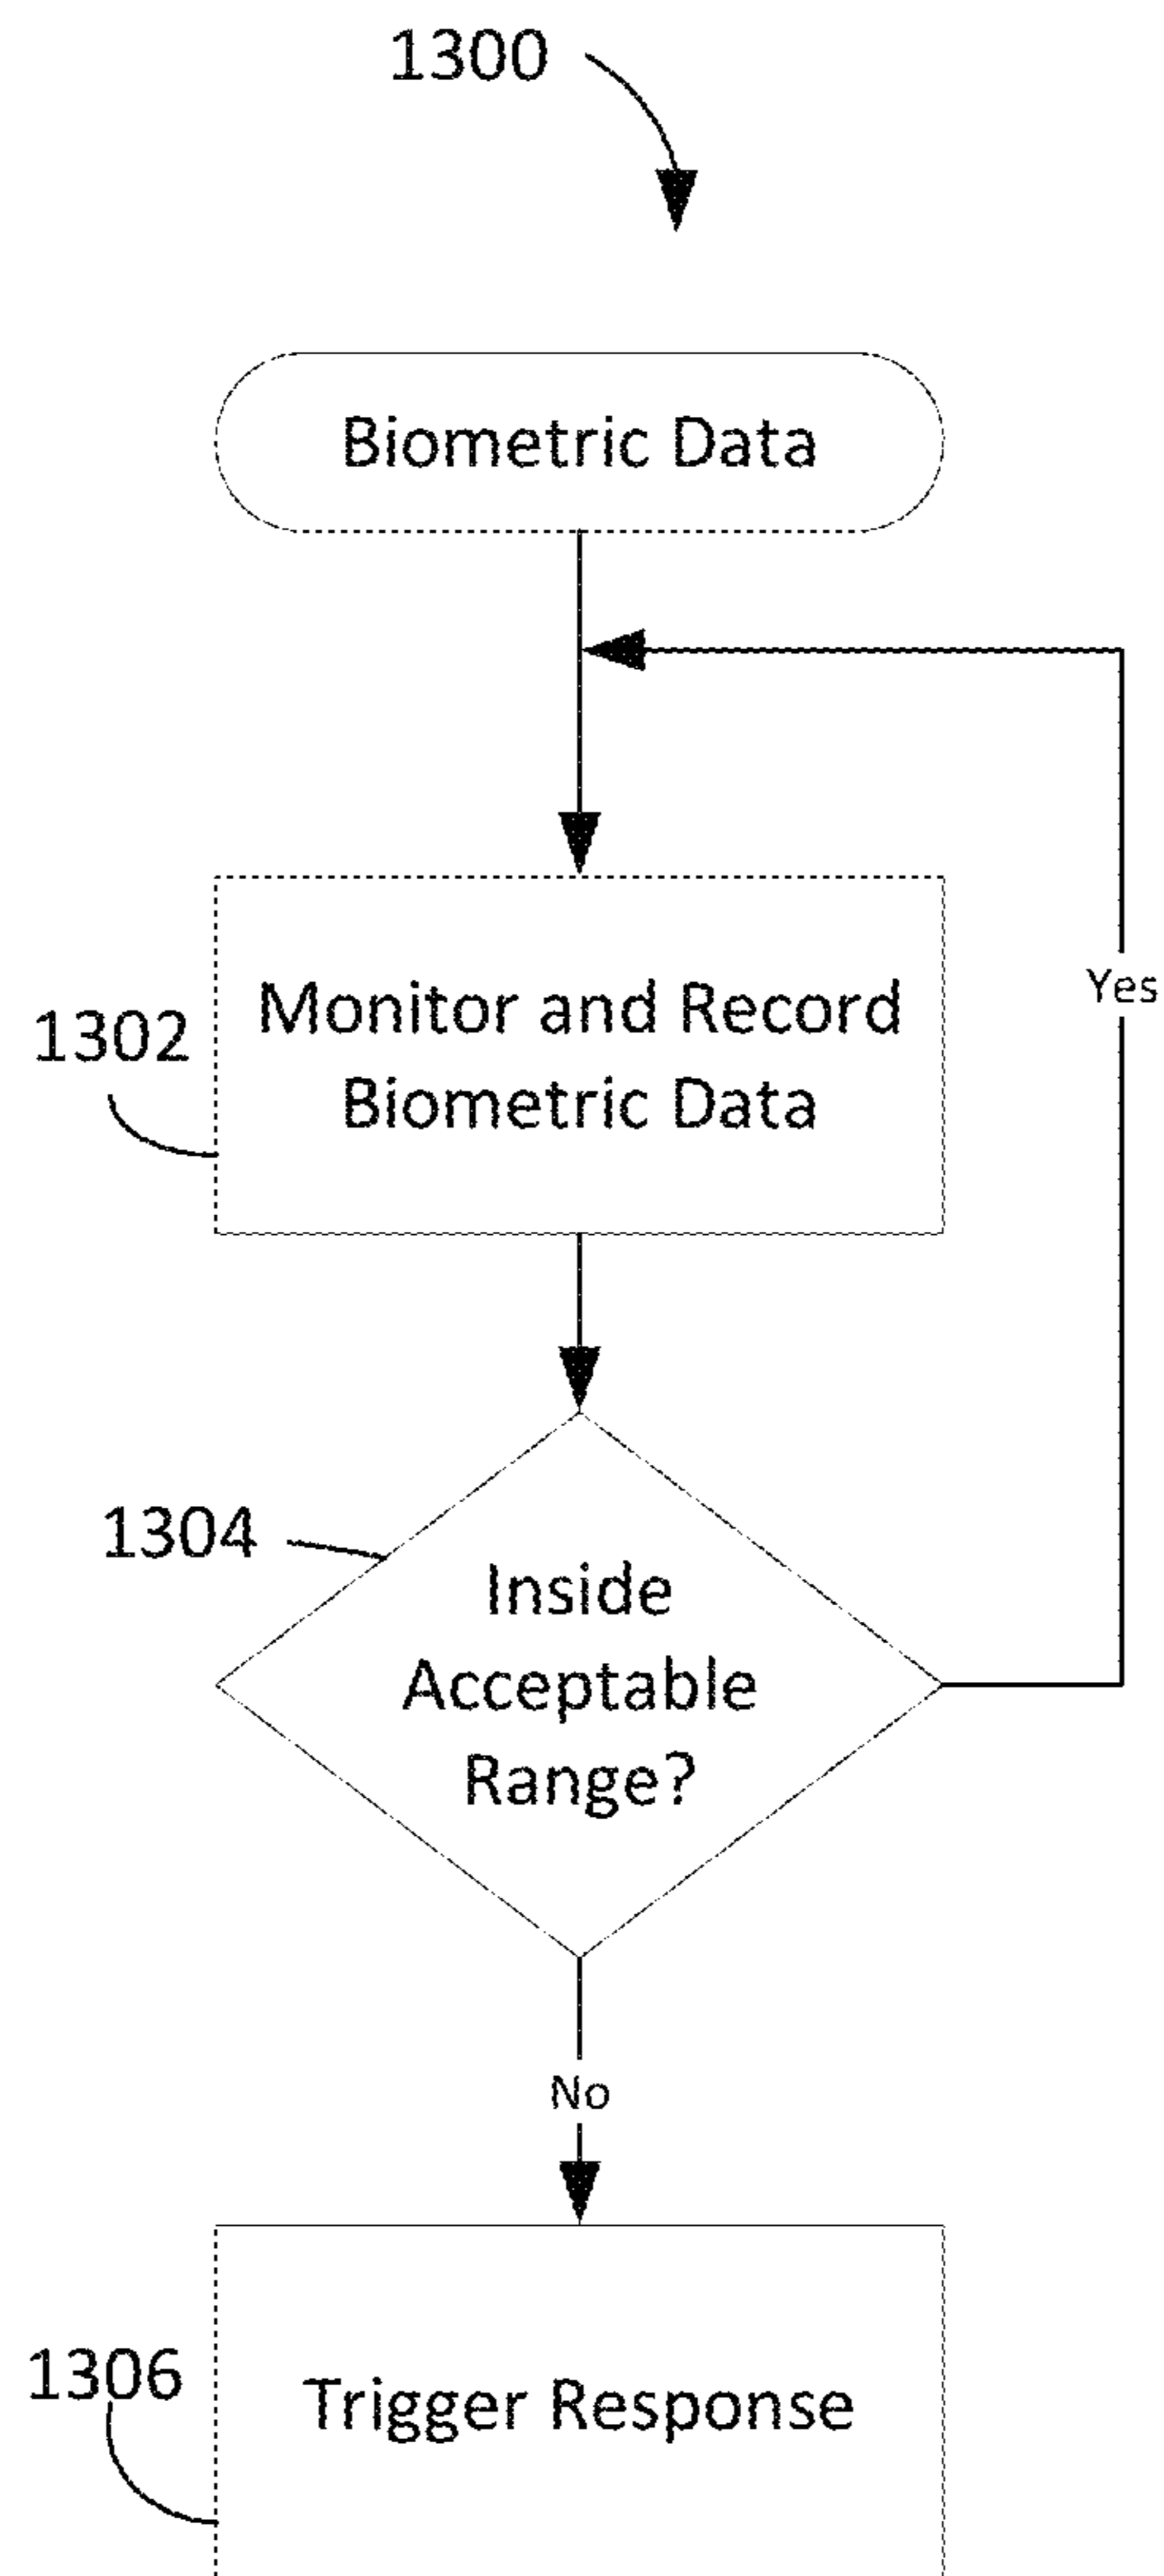 1300
Biometric Data
Monitor and Record
Biometric Data
1302
Yes
1304
Inside
Acceptable
Range?
No
1306
Trigger Response